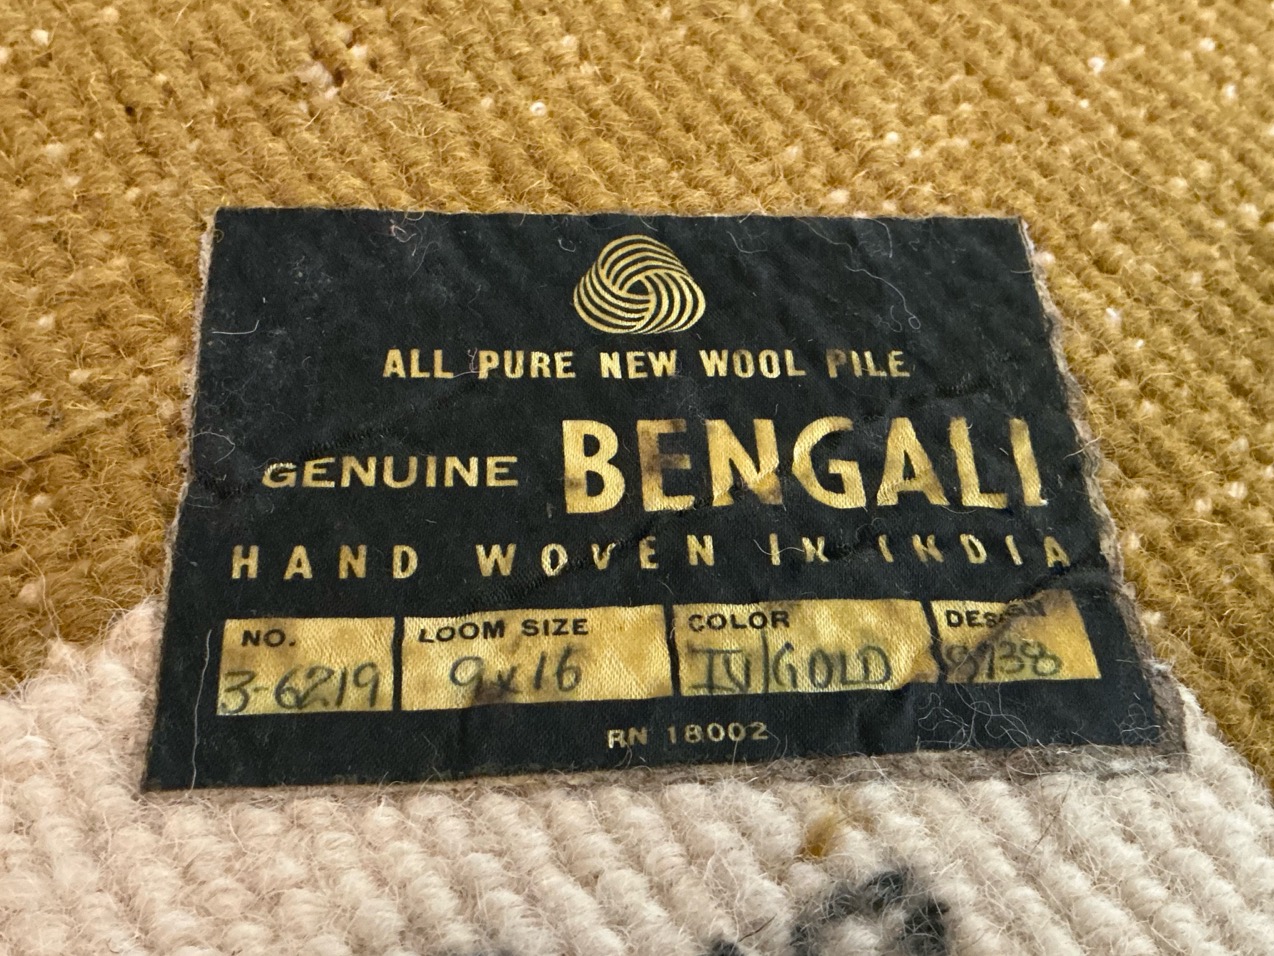 ALL PURE NEW WOOL PILE
GENUINE BENGALI
HAND WOVEN IN INDIA
NO. LOOM SIZE COLOR DESIGN
3-6219 9x16 IV/GOLD 8938
RN 18002